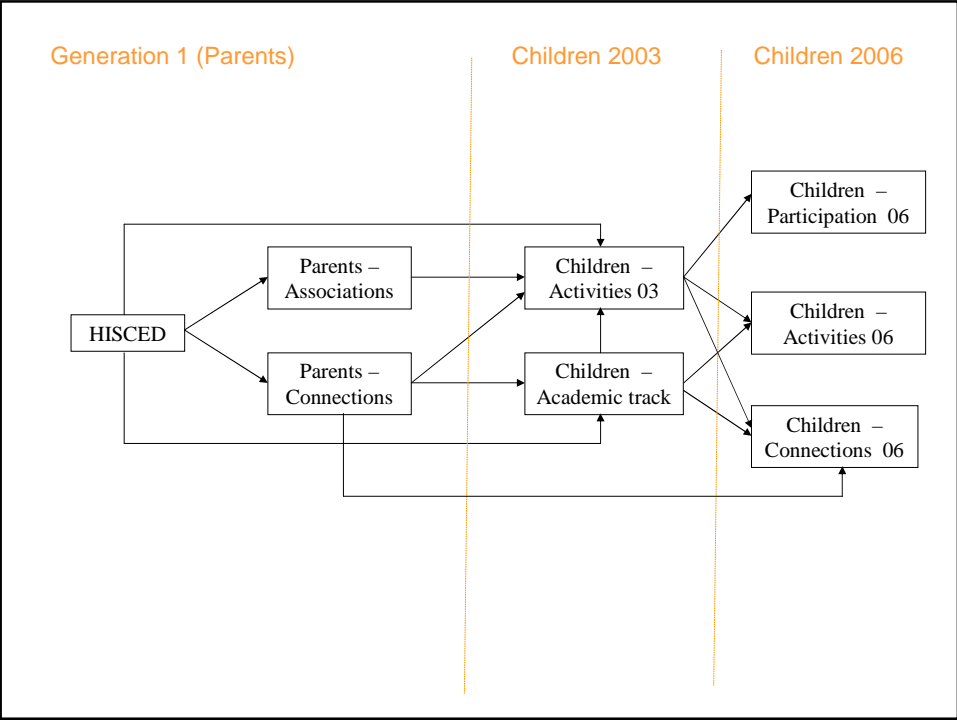 Generation 1 (Parents)
Children 2003
Children 2006
Children –
Participation 06
Parents –
Associations
Children –
Activities 03
HISCED
Children –
Activities 06
Parents –
Connections
Children –
Academic track
Children –
Connections 06